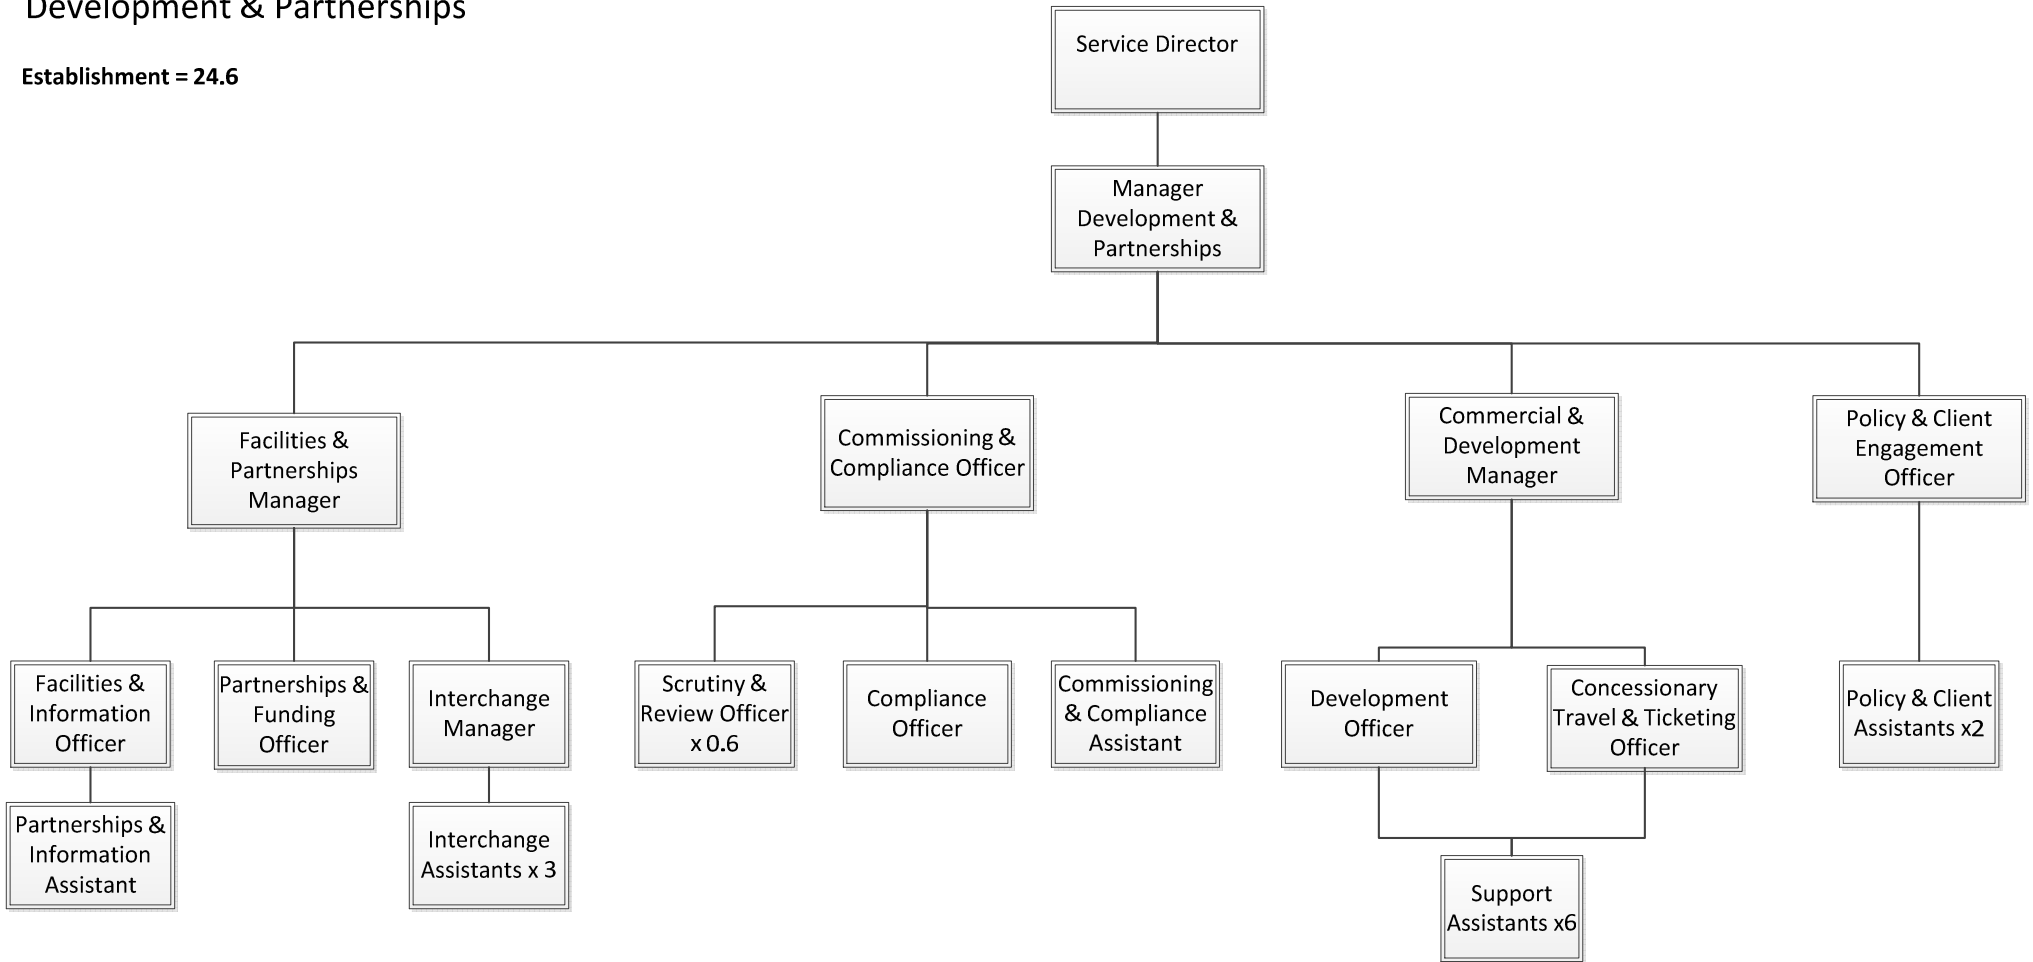 Development & Partnerships
Establishment = 24.6
Service Director
Manager
Development &
Partnerships
Facilities &
Partnerships
Manager
Commissioning &
Compliance Officer
Commercial &
Development
Manager
Policy & Client
Engagement
Officer
Facilities &
Information
Officer
Partnerships &
Funding
Officer
Interchange
Manager
Scrutiny &
Review Officer
x 0.6
Compliance
Officer
Commissioning
& Compliance
Assistant
Development
Officer
Concessionary
Travel & Ticketing
Officer
Policy & Client
Assistants x2
Partnerships &
Information
Assistant
Interchange
Assistants x 3
Support
Assistants x6